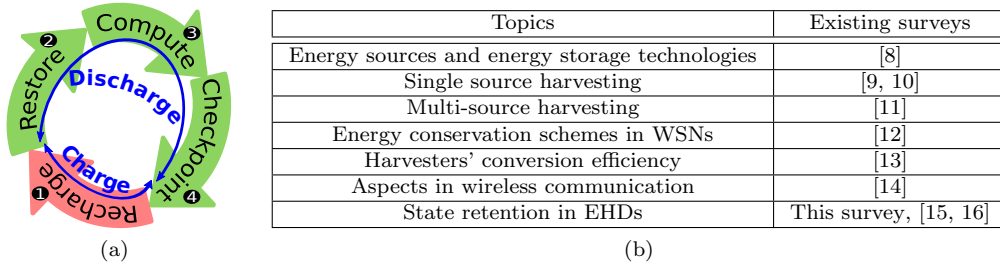 ❶ Recharge
❷ Restore
Compute ❸
Checkpoint ❹
Discharge
Charge
(a)
Topics Existing surveys
Energy sources and energy storage technologies [8]
Single source harvesting [9, 10]
Multi-source harvesting [11]
Energy conservation schemes in WSNs [12]
Harvesters' conversion efficiency [13]
Aspects in wireless communication [14]
State retention in EHDs This survey, [15, 16]
(b)